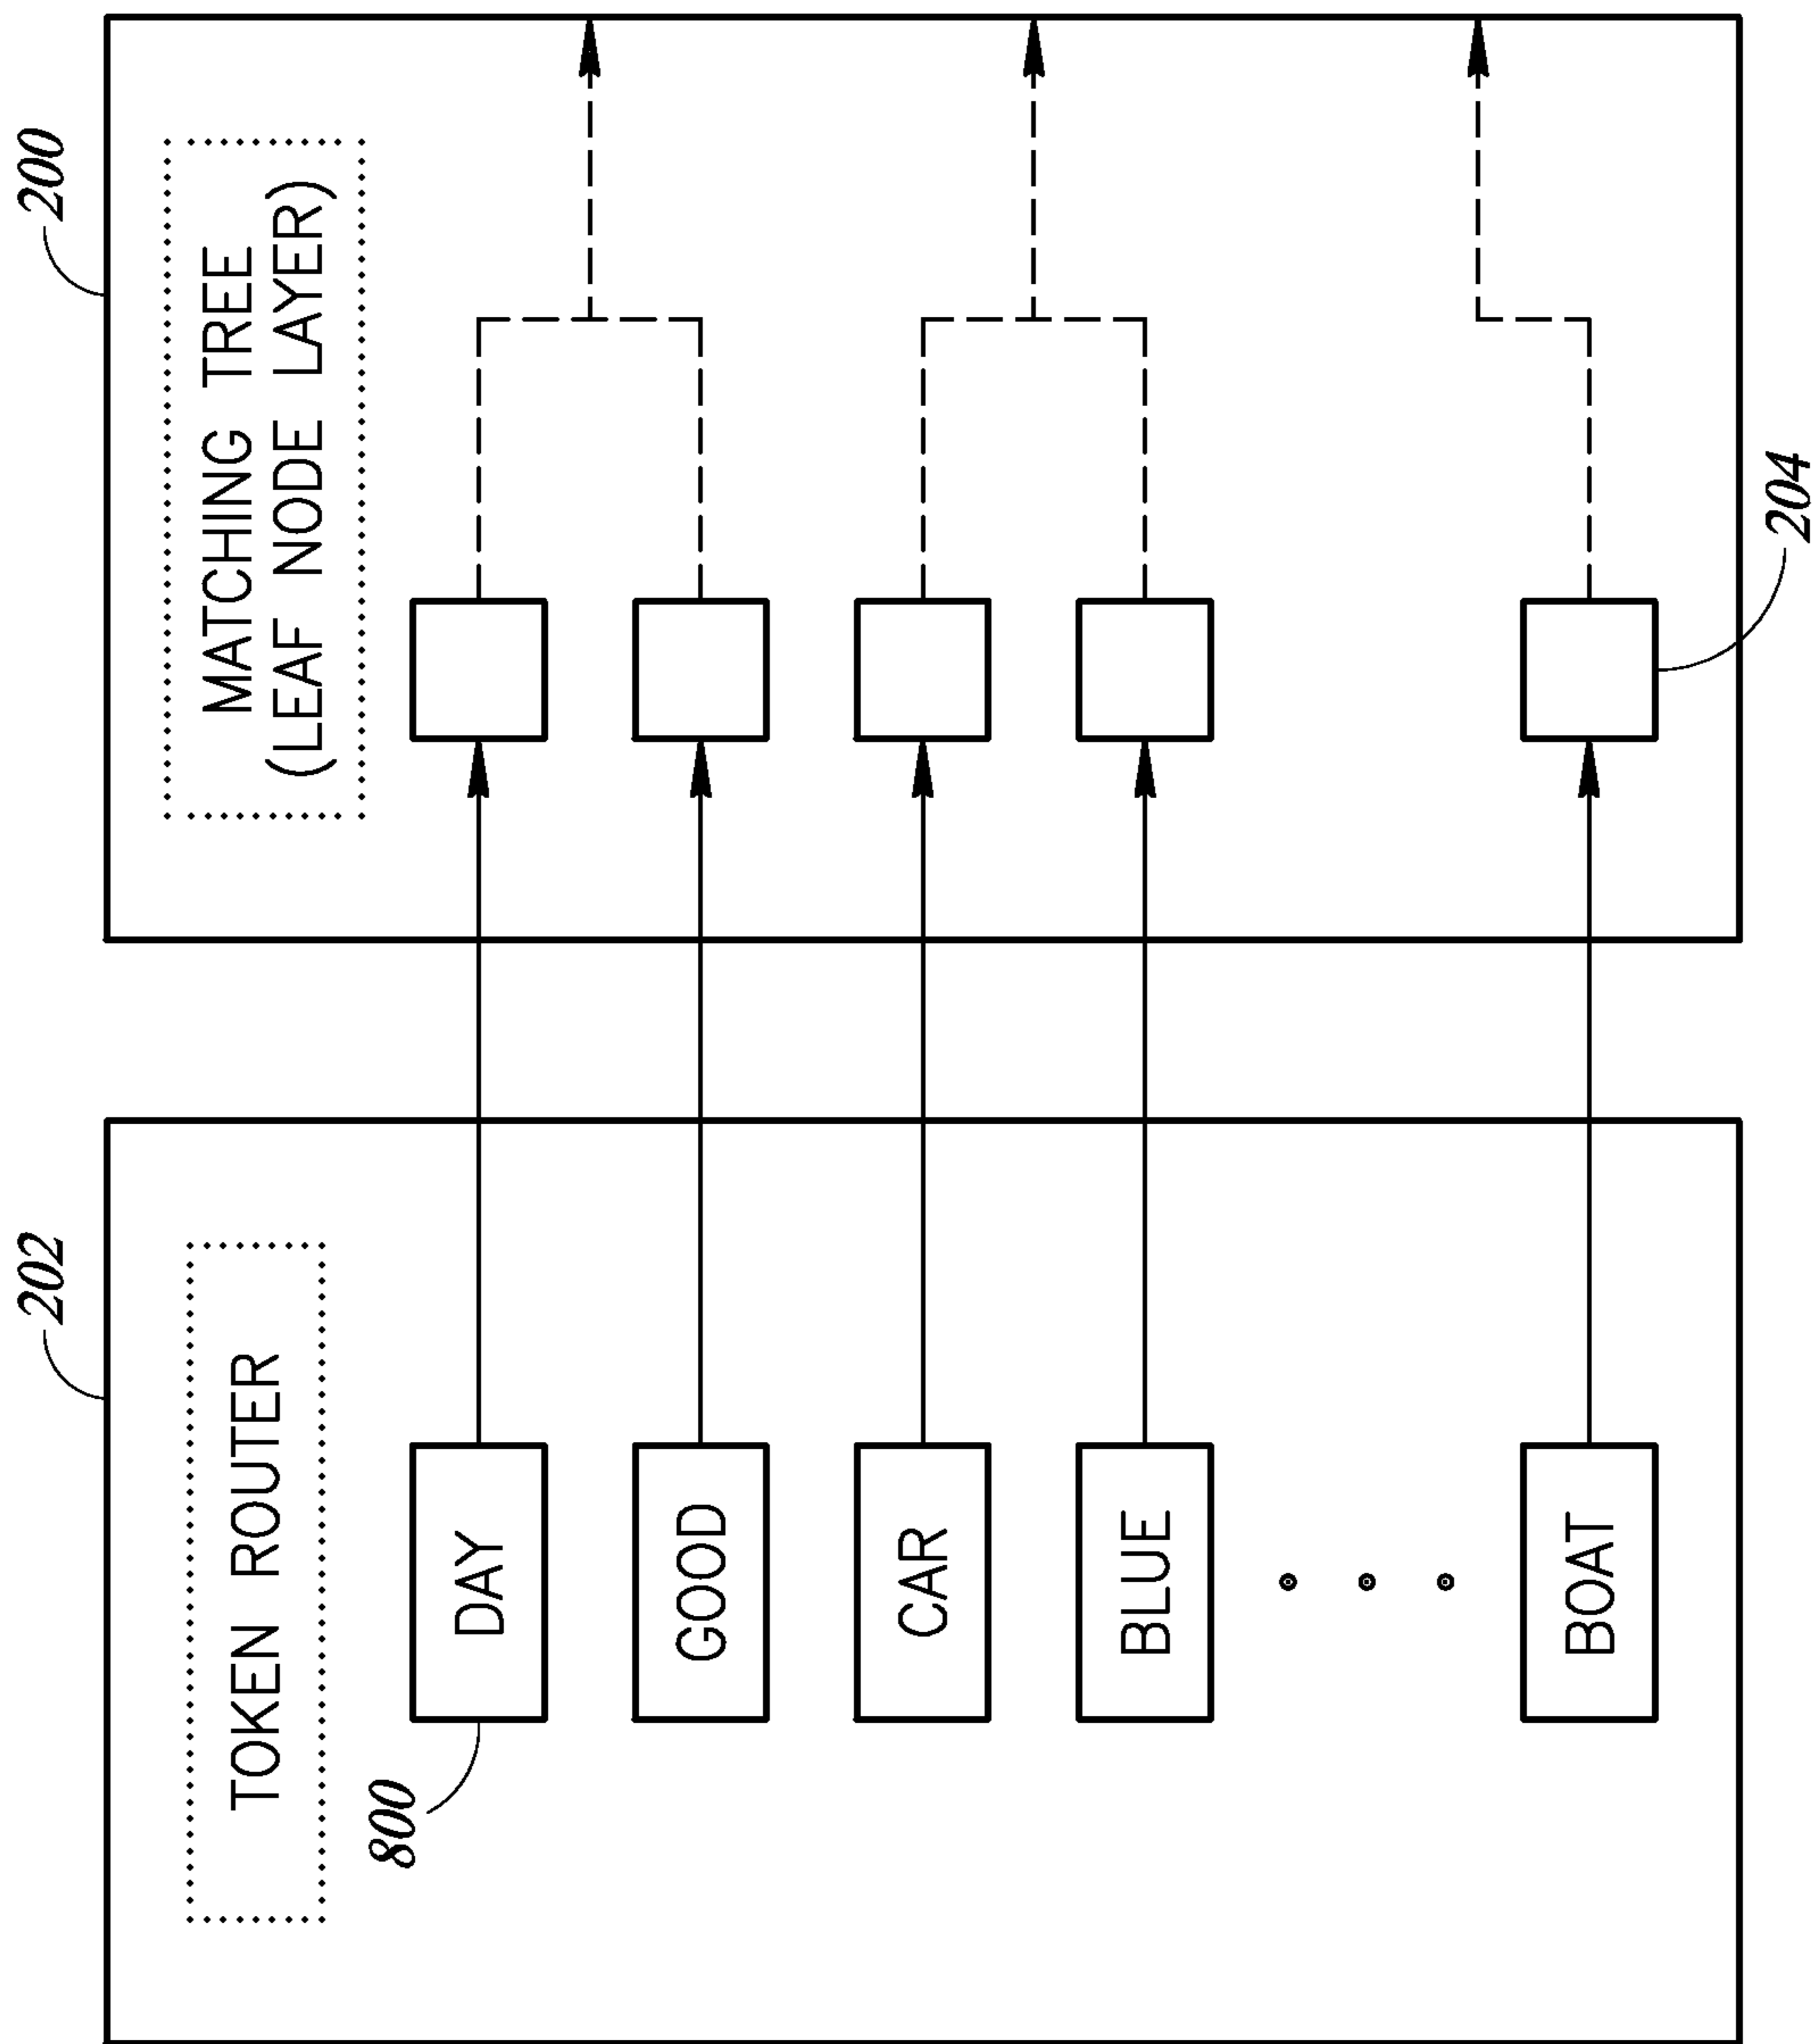 202
200
TOKEN ROUTER
MATCHING TREE
(LEAF NODE LAYER)
800
DAY
GOOD
CAR
BLUE
BOAT
204